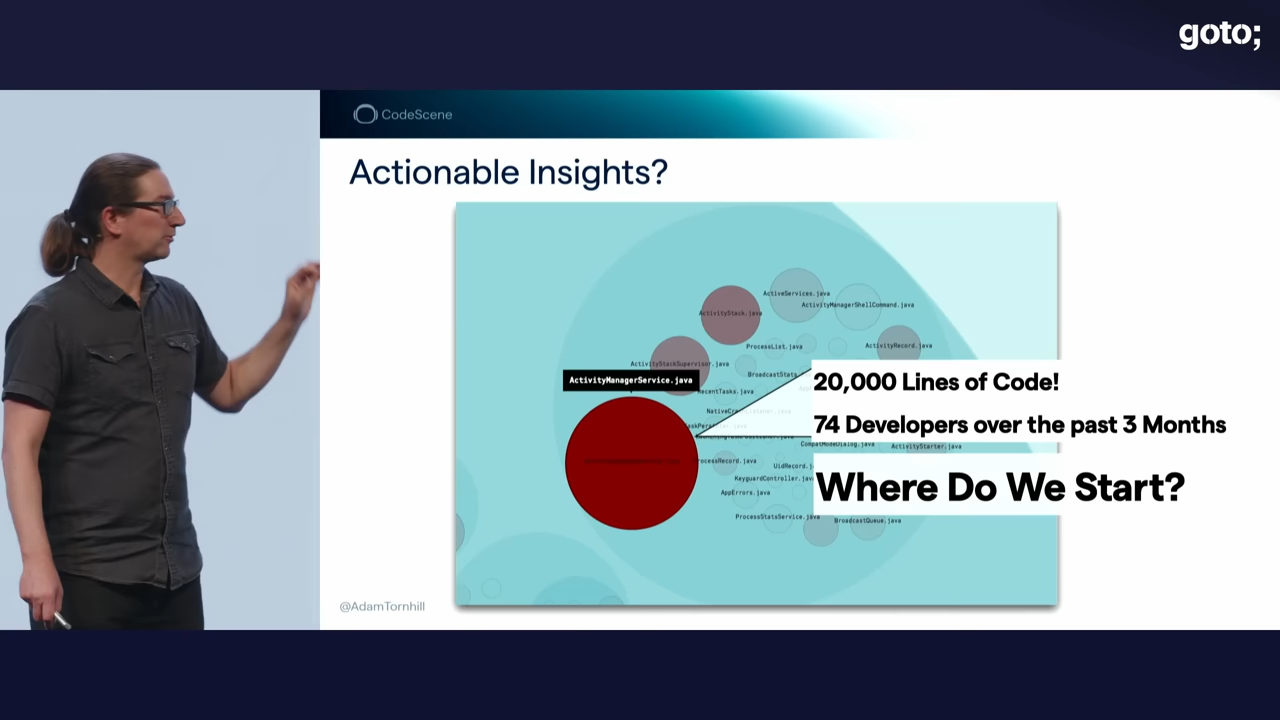 goto;
CodeScene
Actionable Insights?
ActiveServices.java
ActivityManagerShellCommand.java
ActivityStack.java
ProcessList.java
ActivityRecord.java
ActivityStackSupervisor.java
BroadcastStats
ActivityManagerService.java
RecentTasks.java
20,000 Lines of Code!
74 Developers over the past 3 Months
CompatModeDialog.java
ActivityStarter.java
ProcessRecord.java
UidRecord.j
KeyguardController.jav
AppErrors.java
Where Do We Start?
ProcessStatsService.java
BroadcastQueue.java
@AdamTornhill